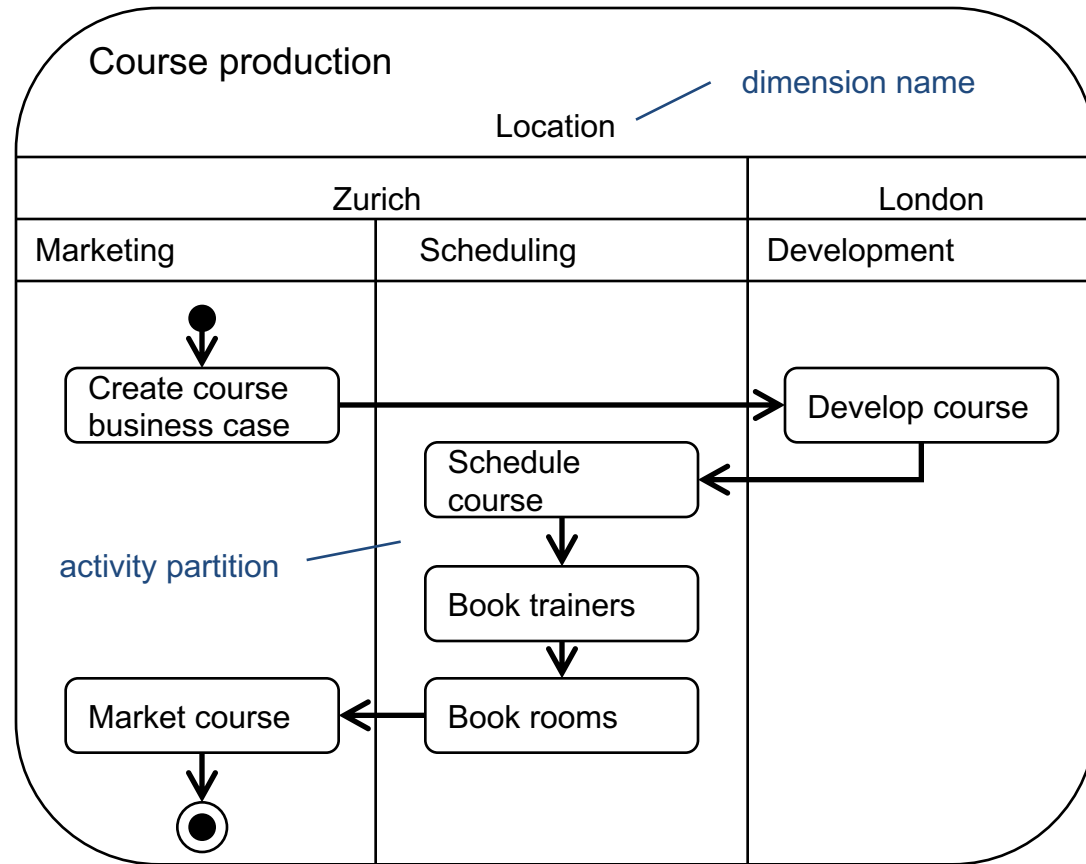 Course production
dimension name
Location
Zurich
London
Marketing
Scheduling
Development
Create course
business case
Develop course
Schedule
course
activity partition
Book trainers
Market course
Book rooms